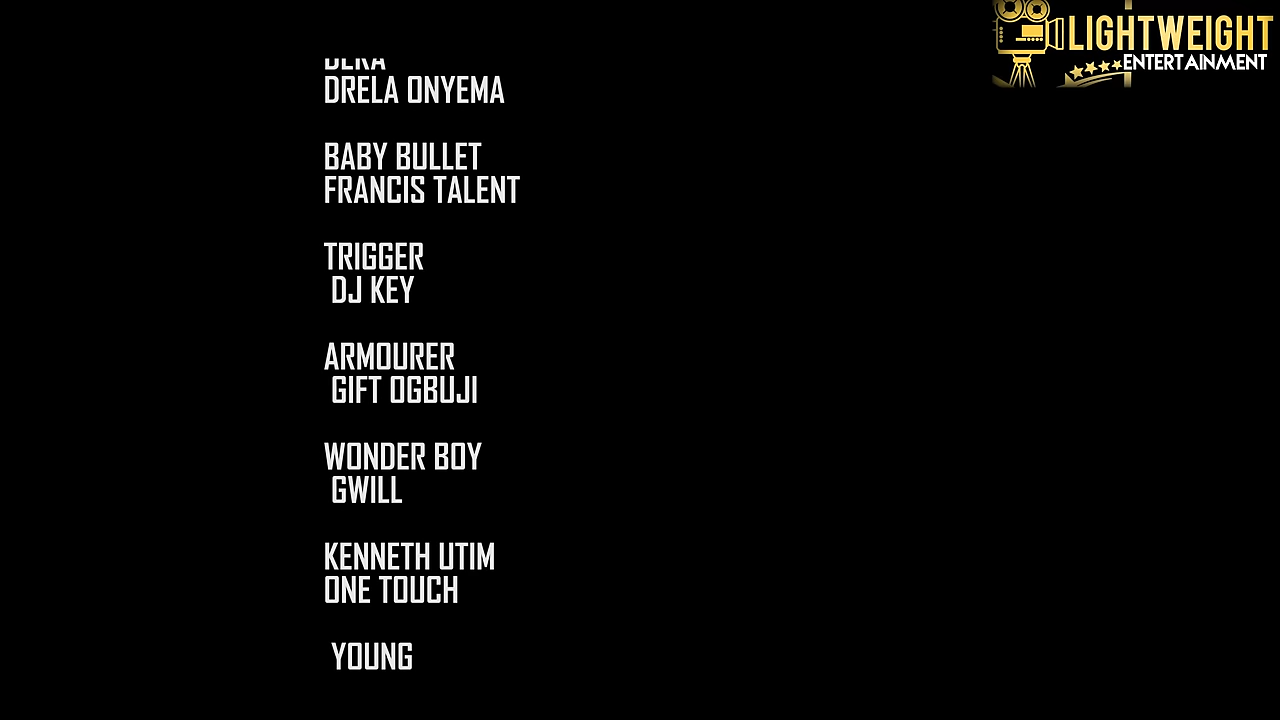 LIGHTWEIGHT
ENTERTAINMENT
DRELA ONYEMA
BABY BULLET
FRANCIS TALENT
TRIGGER
DJ KEY
ARMOURER
GIFT OGBUJI
WONDER BOY
GWILL
KENNETH UTIM
ONE TOUCH
YOUNG